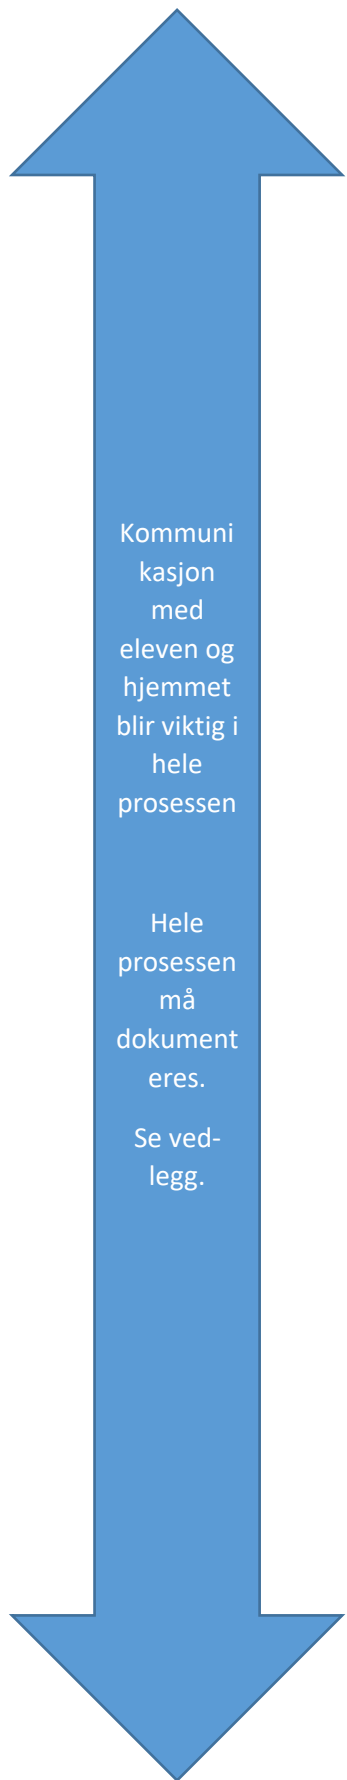 Kommuni
kasjon
med
eleven og
hjemmet
blir viktig i
hele
prosessen
Hele
prosessen
må
dokument
eres.
Se ved-
legg.